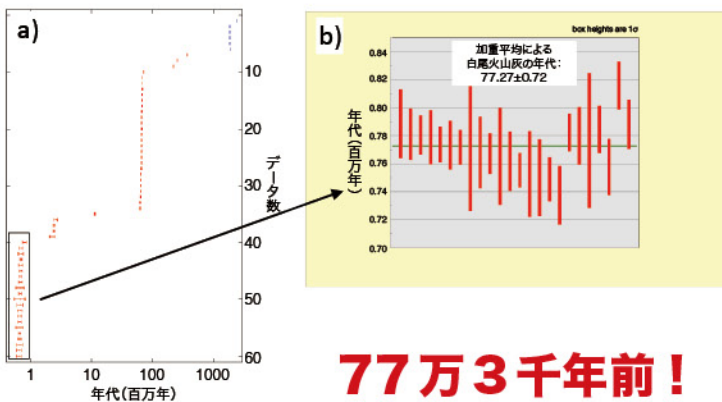 a)
10
20
30
40
50
60
データ数
1
10
100
1000
年代(百万年)
b)
box heights are 1σ
加重平均による
白尾火山灰の年代:
77.27±0.72
0.84
0.82
0.80
0.78
0.76
0.74
0.72
0.70
年代(百万年)
77万3千年前!